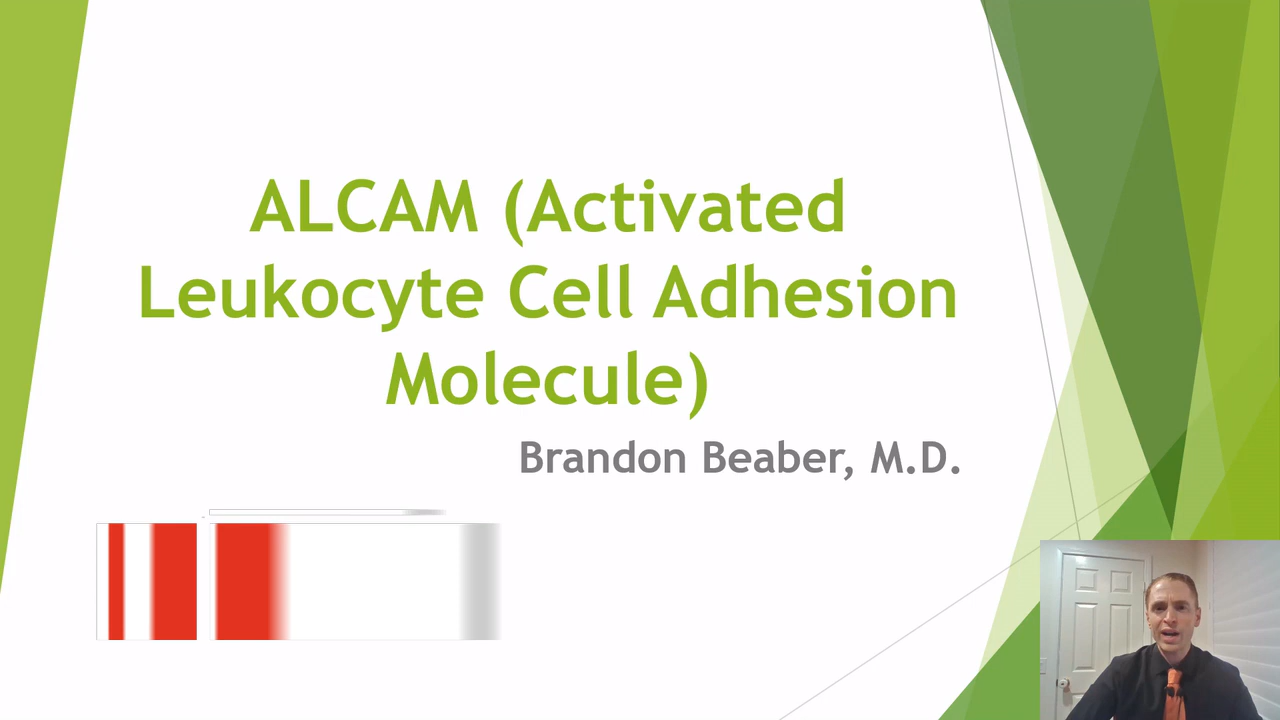 ALCAM (Activated
Leukocyte Cell Adhesion
Molecule)
Brandon Beaber, M.D.